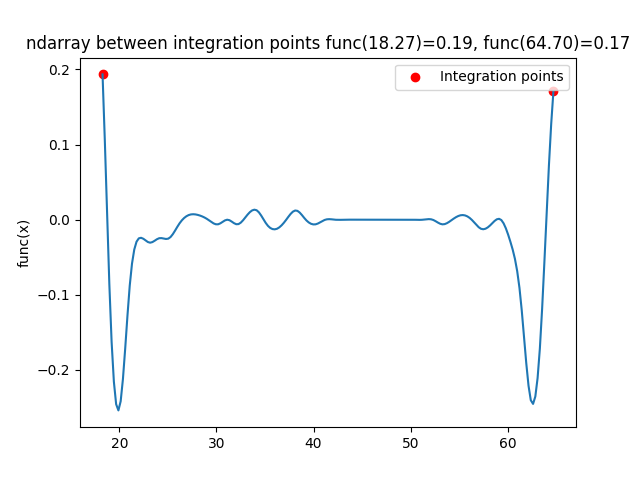 ndarray between integration points func(18.27)=0.19, func(64.70)=0.17
Integration points
0.2
0.1
0.0
−0.1
−0.2
func(x)
20 30 40 50 60